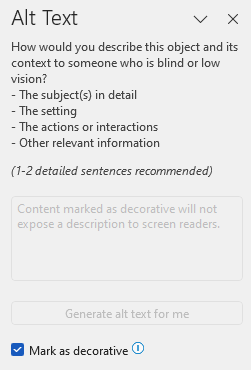 Alt Text
How would you describe this object and its
context to someone who is blind or low
vision?
- The subject(s) in detail
- The setting
- The actions or interactions
- Other relevant information
(1-2 detailed sentences recommended)
Content marked as decorative will not
expose a description to screen readers.
Generate alt text for me
Mark as decorative